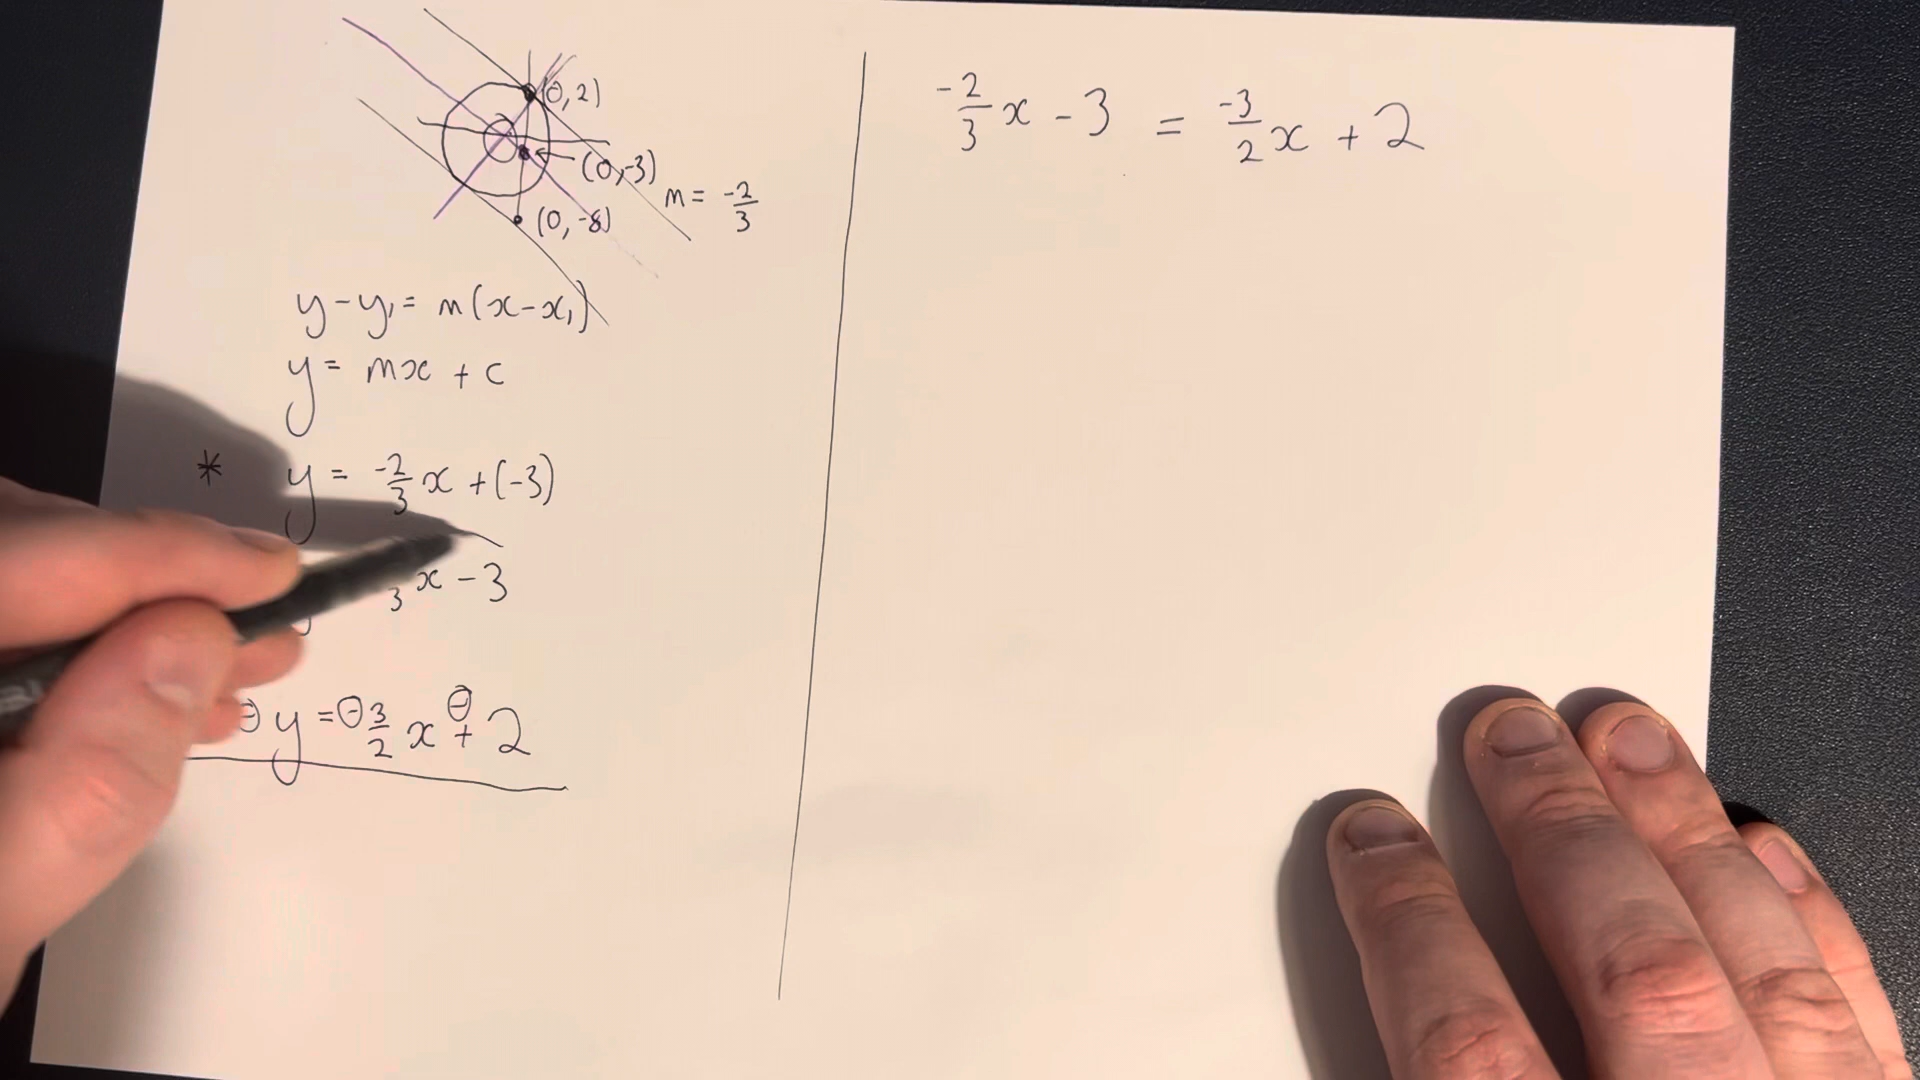 (0,2)
(0,-3)
m = -2/3
(0,-8)
y-y₁ = m(x-x₁)
y = mx + c
* y = -2/3 x + (-3)
3 x - 3
⊖ y = ⊖ 3/2 x ⊖ + 2
-2/3 x - 3 = -3/2 x + 2